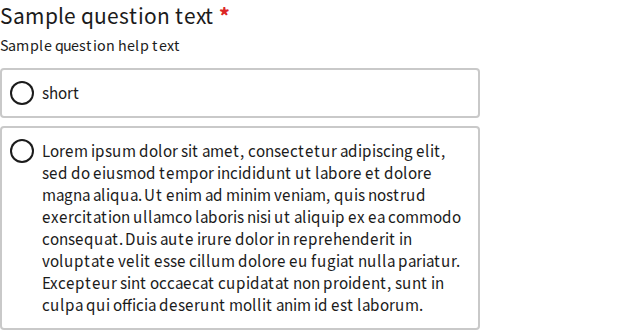 Sample question text *
Sample question help text
short
Lorem ipsum dolor sit amet, consectetur adipiscing elit,
sed do eiusmod tempor incididunt ut labore et dolore
magna aliqua. Ut enim ad minim veniam, quis nostrud
exercitation ullamco laboris nisi ut aliquip ex ea commodo
consequat. Duis aute irure dolor in reprehenderit in
voluptate velit esse cillum dolore eu fugiat nulla pariatur.
Excepteur sint occaecat cupidatat non proident, sunt in
culpa qui officia deserunt mollit anim id est laborum.